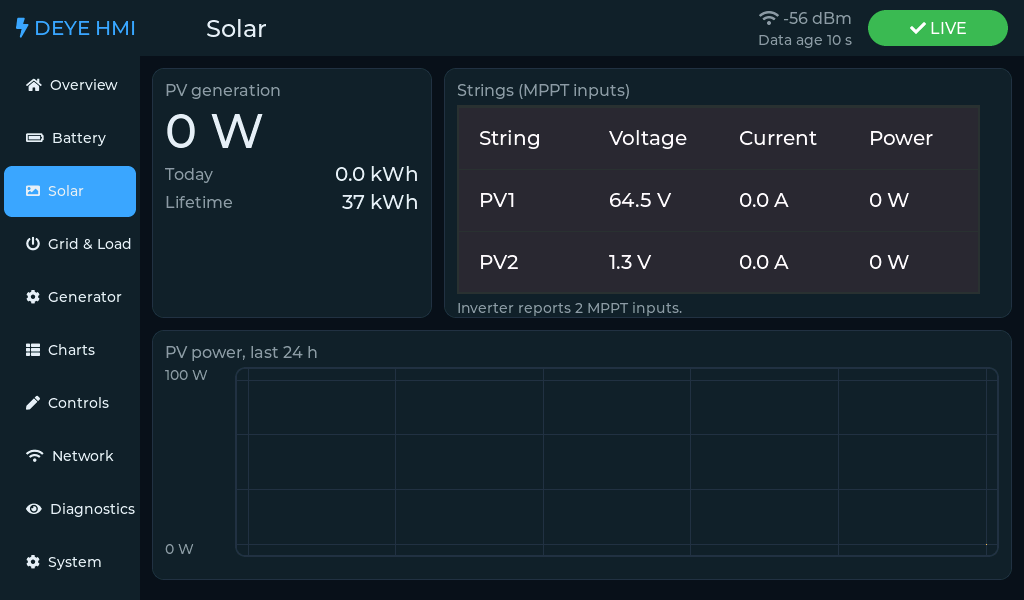 DEYE HMI
Solar
-56 dBm
Data age 10 s
LIVE
Overview
Battery
Solar
Grid & Load
Generator
Charts
Controls
Network
Diagnostics
System
PV generation
0 W
Today 0.0 kWh
Lifetime 37 kWh
Strings (MPPT inputs)
String Voltage Current Power
PV1 64.5 V 0.0 A 0 W
PV2 1.3 V 0.0 A 0 W
Inverter reports 2 MPPT inputs.
PV power, last 24 h
100 W
0 W